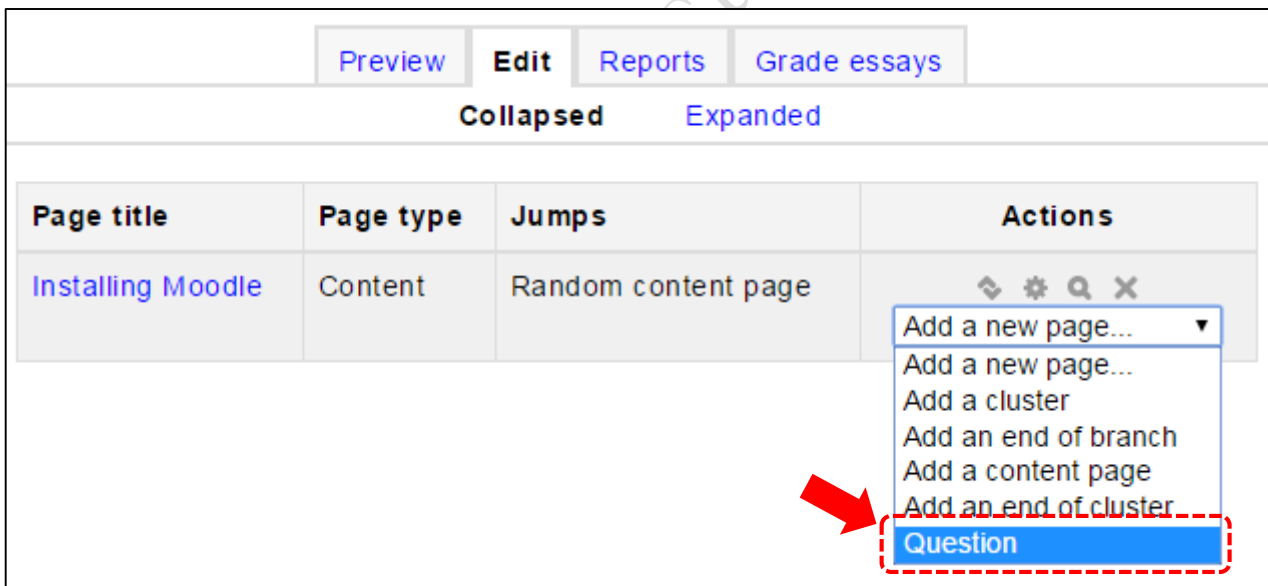 Preview Edit Reports Grade essays
Collapsed Expanded
Page title Page type Jumps Actions
Installing Moodle Content Random content page
Add a new page...
Add a new page...
Add a cluster
Add an end of branch
Add a content page
Add an end of cluster
Question